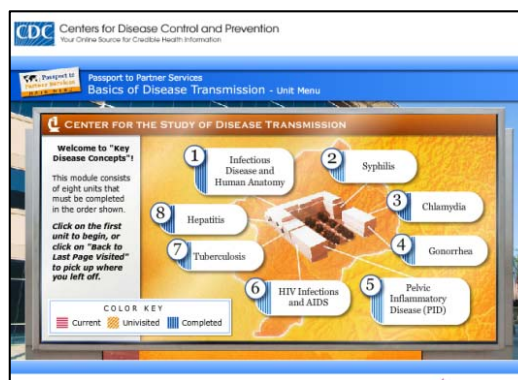 CDC Centers for Disease Control and Prevention
Your Online Source for Credible Health Information
Passport to
Partner Services
Passport to Partner Services
Basics of Disease Transmission - Unit Menu
CENTER FOR THE STUDY OF DISEASE TRANSMISSION
Welcome to "Key
Disease Concepts"!
This module consists
of eight units that
must be completed
in the order shown.
Click on the first
unit to begin, or
click on "Back to
Last Page Visited"
to pick up where
you left off.
1 Infectious
Disease and
Human Anatomy
2 Syphilis
3 Chlamydia
4 Gonorrhea
5 Pelvic
Inflammatory
Disease (PID)
6 HIV Infections
and AIDS
7 Tuberculosis
8 Hepatitis
COLOR KEY
Current Univisited Completed